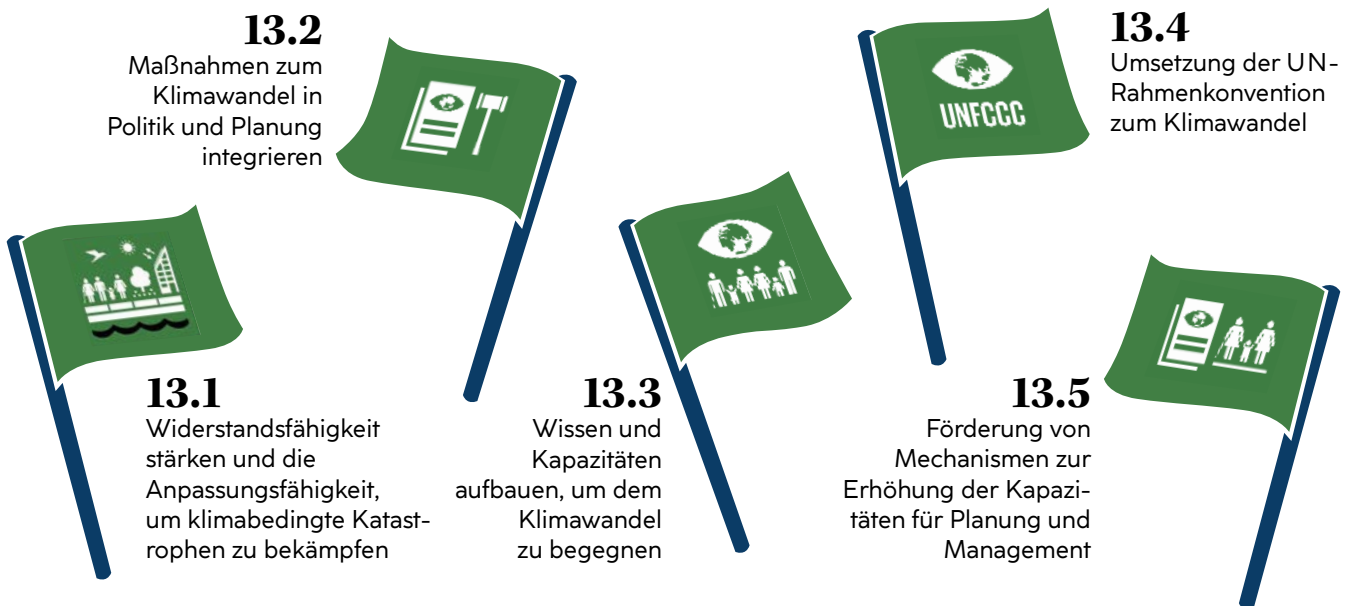 13.2
Maßnahmen zum
Klimawandel in
Politik und Planung
integrieren
UNFCCC
13.4
Umsetzung der UN-
Rahmenkonvention
zum Klimawandel
13.1
Widerstandsfähigkeit
stärken und die
Anpassungsfähigkeit,
um klimabedingte Katast-
rophen zu bekämpfen
13.3
Wissen und
Kapazitäten
aufbauen, um dem
Klimawandel
zu begegnen
13.5
Förderung von
Mechanismen zur
Erhöhung der Kapazi-
täten für Planung und
Management